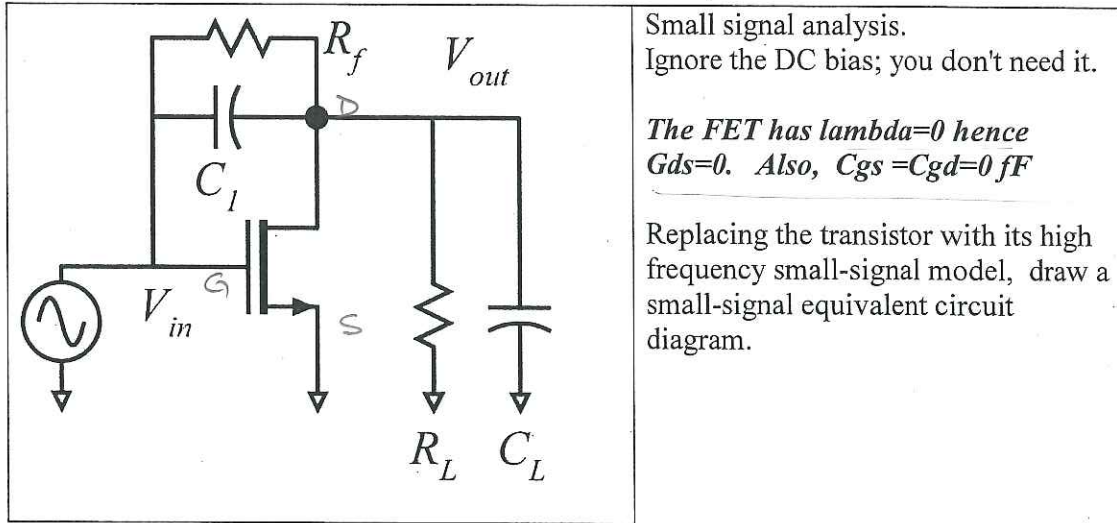 R_f
V_out
D
C_1
G
V_in
S
R_L C_L
Small signal analysis.
Ignore the DC bias; you don't need it.
The FET has lambda=0 hence
Gds=0. Also, Cgs =Cgd=0 fF
Replacing the transistor with its high
frequency small-signal model, draw a
small-signal equivalent circuit
diagram.